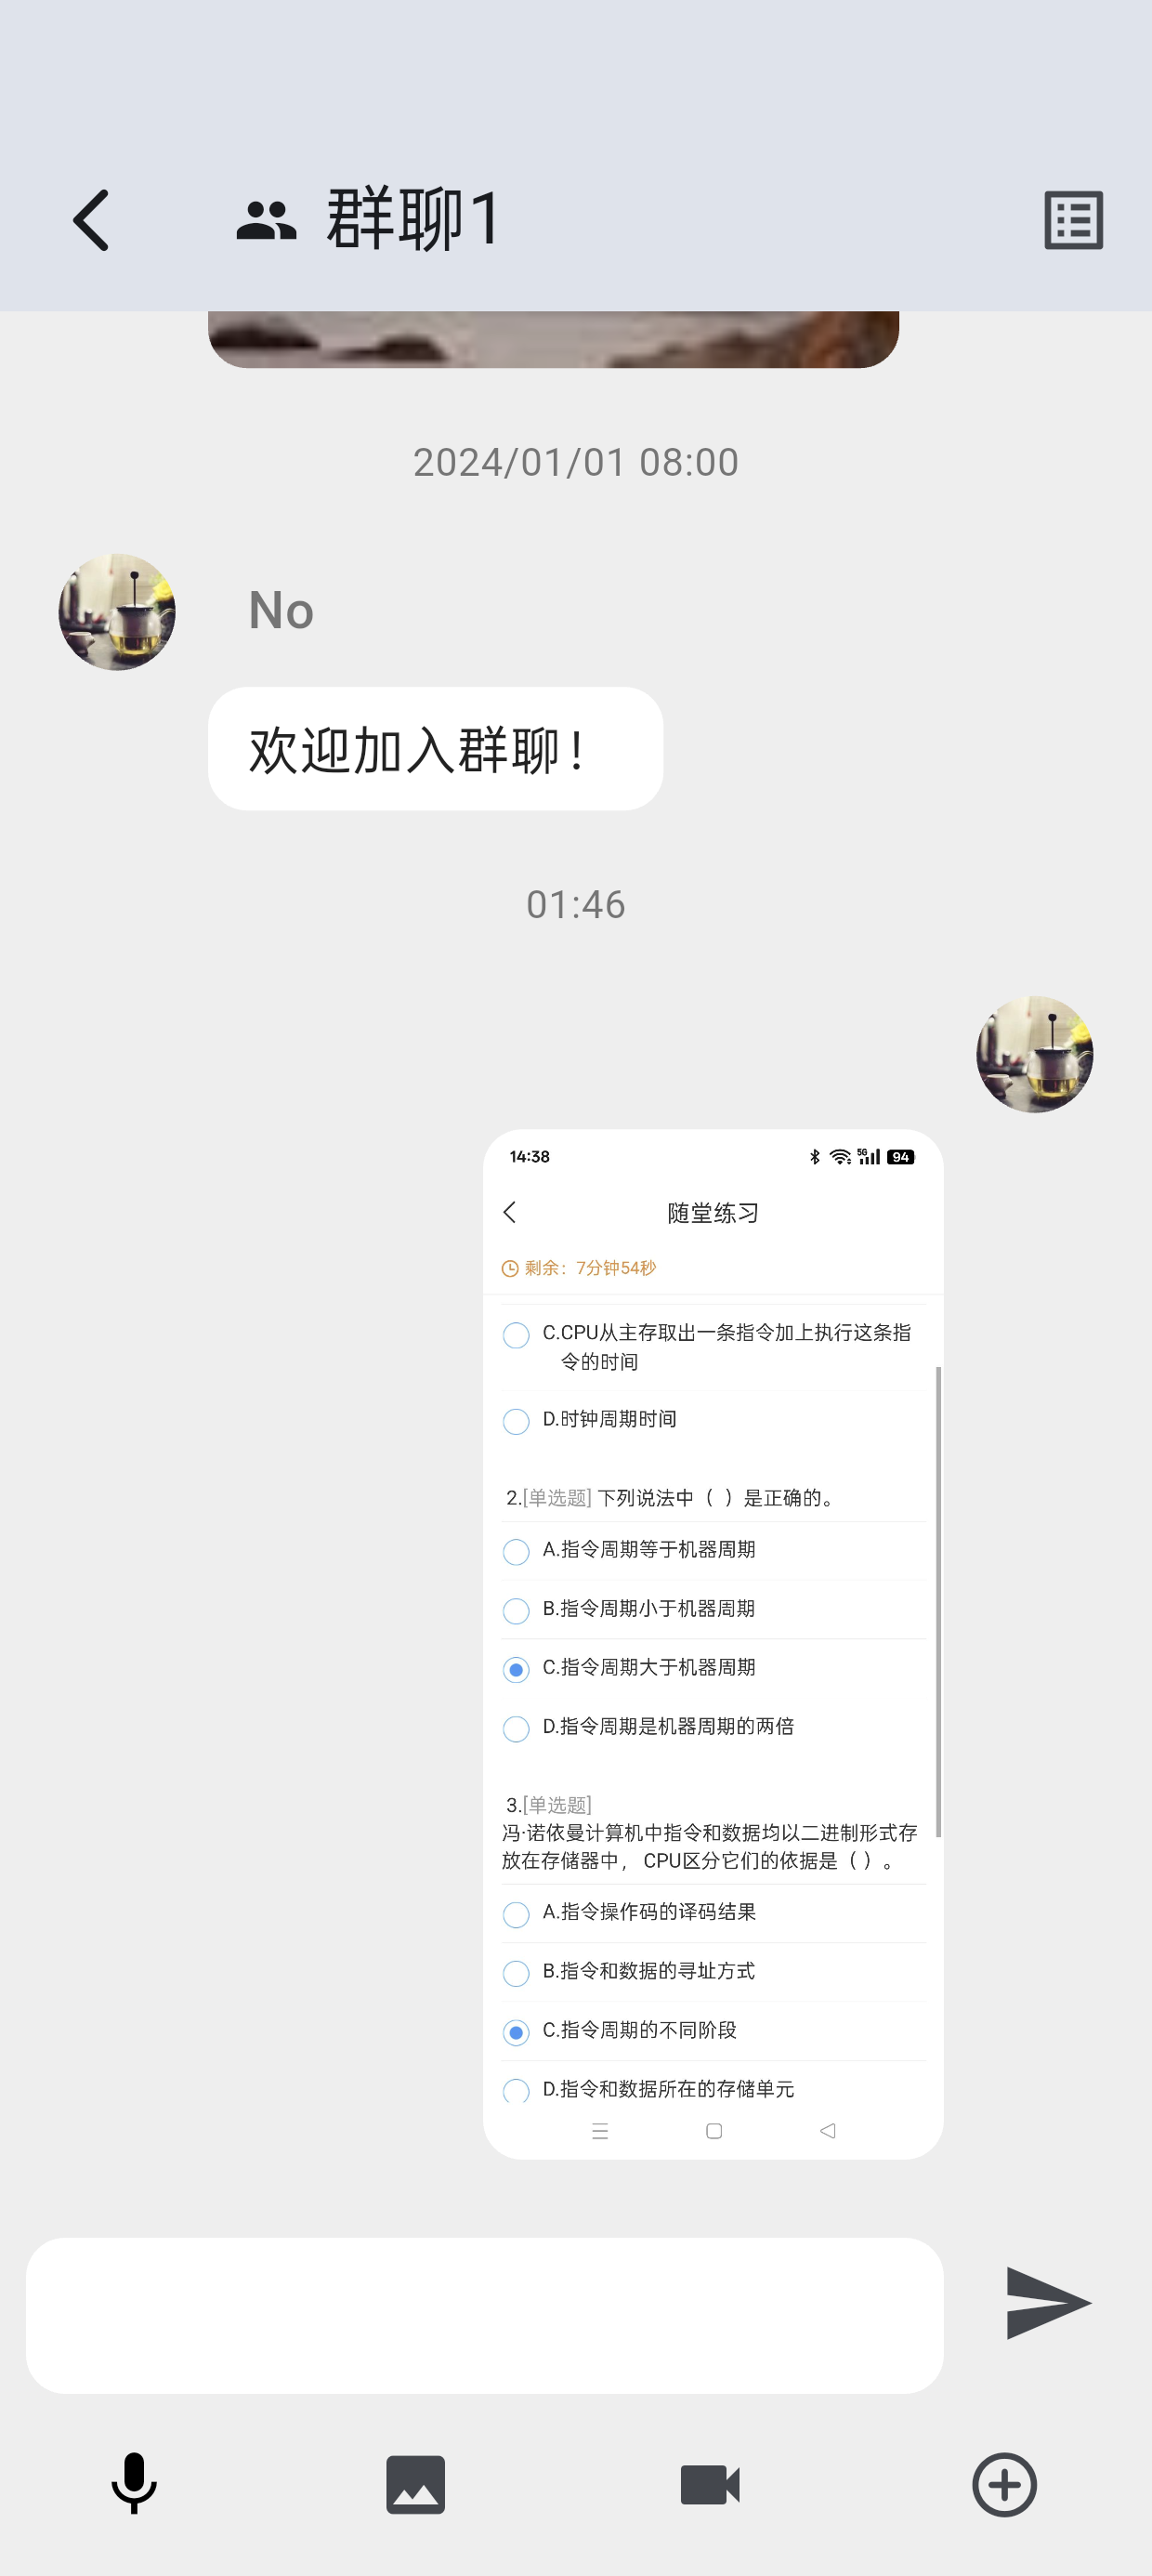 群聊1
2024/01/01 08:00
No
欢迎加入群聊！
01:46
14:38
5G
94
随堂练习
剩余：7分钟54秒
C.CPU从主存取出一条指令加上执行这条指
令的时间
D.时钟周期时间
2.[单选题] 下列说法中（ ）是正确的。
A.指令周期等于机器周期
B.指令周期小于机器周期
C.指令周期大于机器周期
D.指令周期是机器周期的两倍
3.[单选题]
冯·诺依曼计算机中指令和数据均以二进制形式存
放在存储器中， CPU区分它们的依据是（ ）。
A.指令操作码的译码结果
B.指令和数据的寻址方式
C.指令周期的不同阶段
D.指令和数据所在的存储单元